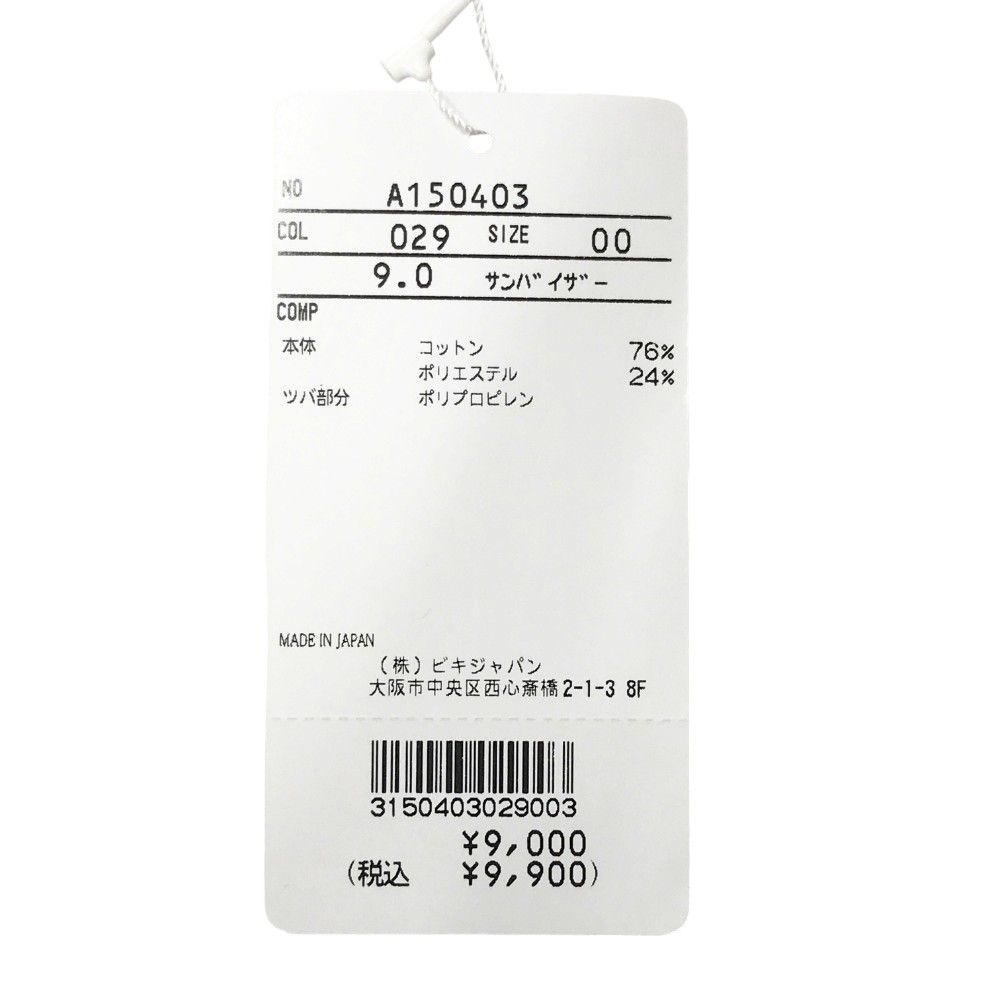 NO A150403
COL 029 SIZE 00
9.0 サンバイザー
COMP
本体 コットン 76%
ポリエステル 24%
ツバ部分 ポリプロピレン
MADE IN JAPAN
(株)ビキジャパン
大阪市中央区西心斎橋2-1-3 8F
3150403029003
¥9,000
(税込 ¥9,900)